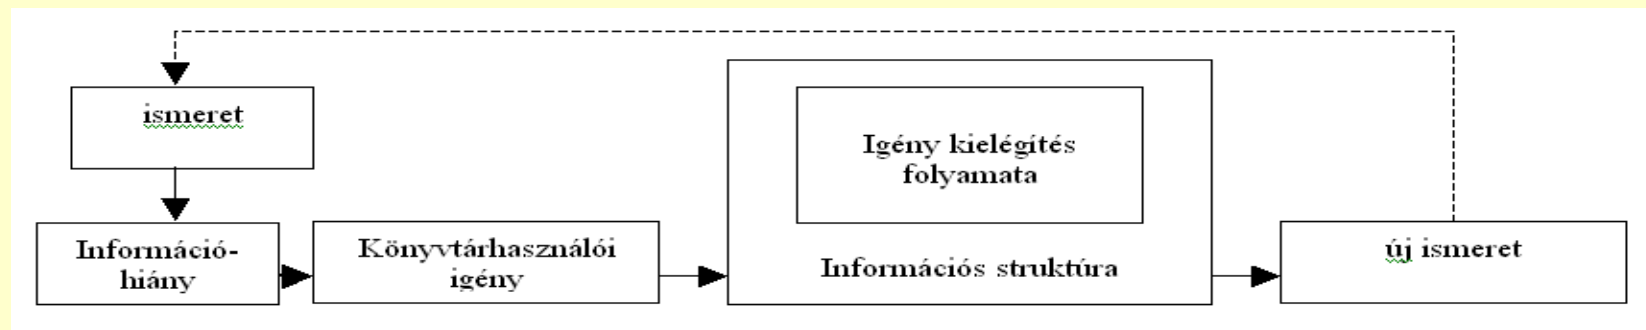 ismeret
Információ-
hiány
Könyvtárhasználói
igény
Igény kielégítés
folyamata
Információs struktúra
új ismeret